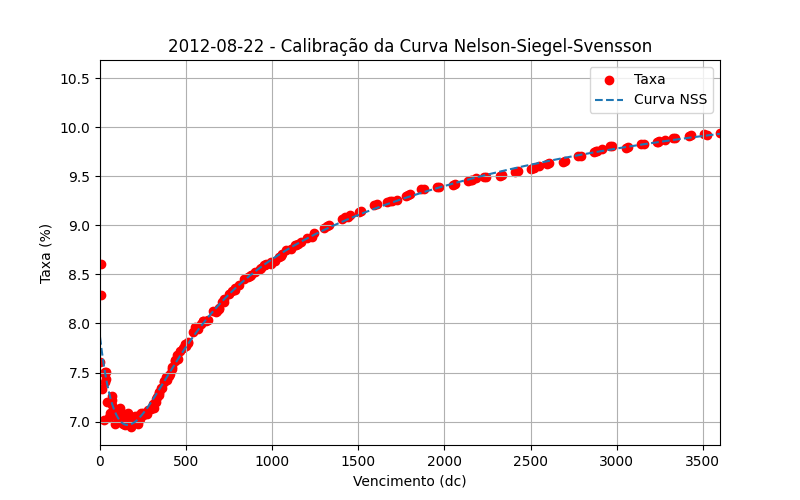 2012-08-22 - Calibração da Curva Nelson-Siegel-Svensson
Taxa
Curva NSS
Taxa (%)
10.5
10.0
9.5
9.0
8.5
8.0
7.5
7.0
0 500 1000 1500 2000 2500 3000 3500
Vencimento (dc)